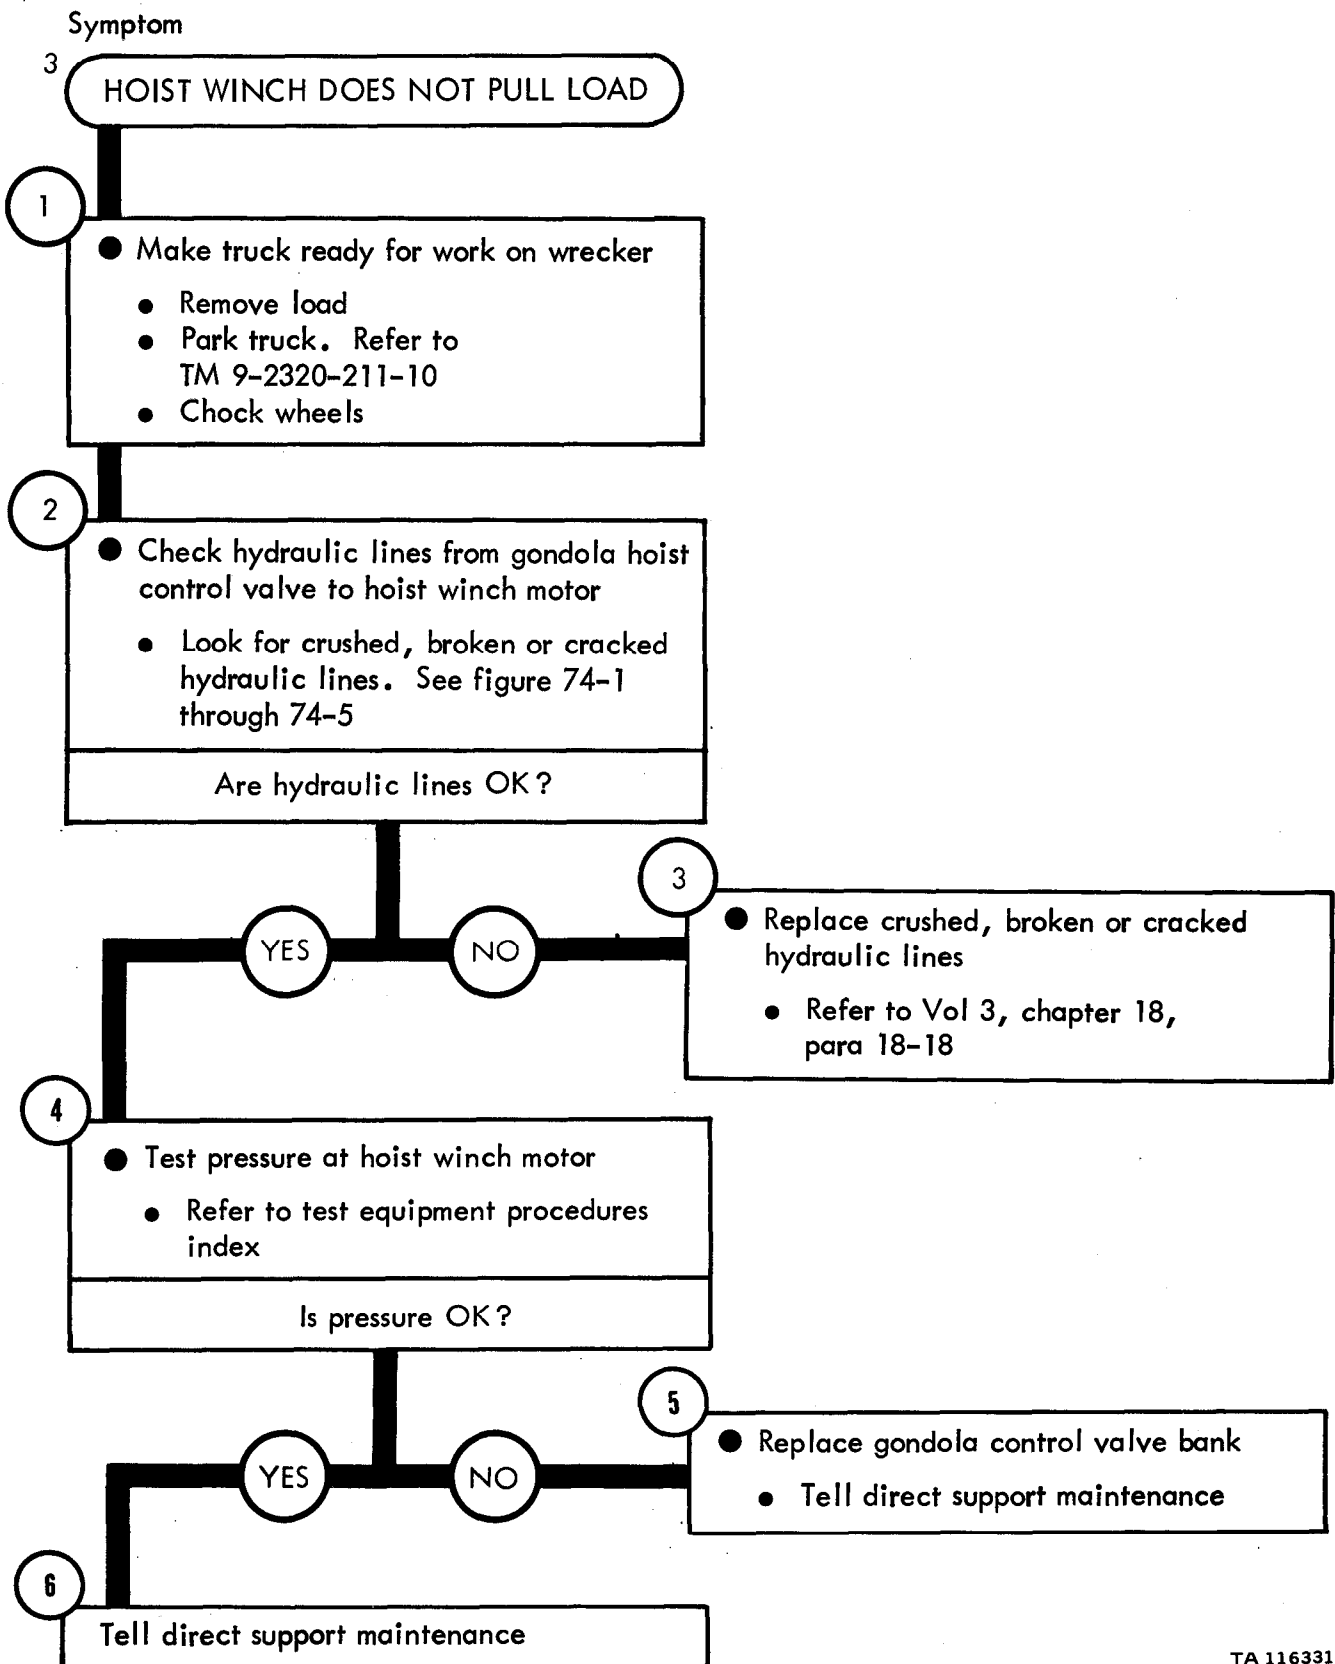 Symptom
3
HOIST WINCH DOES NOT PULL LOAD
1
● Make truck ready for work on wrecker
● Remove load
● Park truck. Refer to
TM 9-2320-211-10
● Chock wheels
2
● Check hydraulic lines from gondola hoist
control valve to hoist winch motor
● Look for crushed, broken or cracked
hydraulic lines. See figure 74-1
through 74-5
Are hydraulic lines OK?
YES
NO
3
● Replace crushed, broken or cracked
hydraulic lines
● Refer to Vol 3, chapter 18,
para 18-18
4
● Test pressure at hoist winch motor
● Refer to test equipment procedures
index
Is pressure OK?
YES
NO
5
● Replace gondola control valve bank
● Tell direct support maintenance
6
Tell direct support maintenance
TA 116331